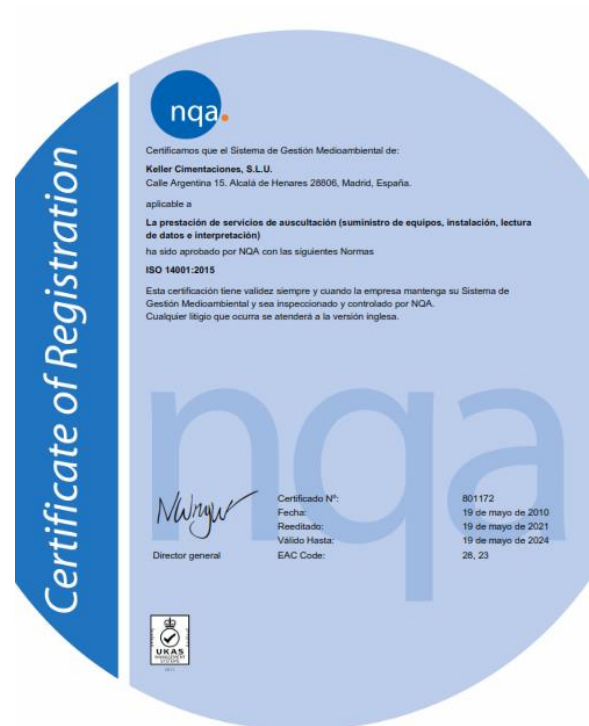 Certificate of Registration
nqa.
Certificamos que el Sistema de Gestión Medioambiental de:
Keller Cimentaciones, S.L.U.
Calle Argentina 15. Alcalá de Henares 28806, Madrid, España.
aplicable a
La prestación de servicios de auscultación (suministro de equipos, instalación, lectura
de datos e interpretación)
ha sido aprobado por NQA con las siguientes Normas
ISO 14001:2015
Esta certificación tiene validez siempre y cuando la empresa mantenga su Sistema de
Gestión Medioambiental y sea inspeccionado y controlado por NQA.
Cualquier litigio que ocurra se atenderá a la versión inglesa.
nqa
Certificado Nº: 801172
Fecha: 19 de mayo de 2010
Reeditado: 19 de mayo de 2021
Válido Hasta: 19 de mayo de 2024
Director general EAC Code: 28, 23
UKAS
MANAGEMENT
SYSTEMS